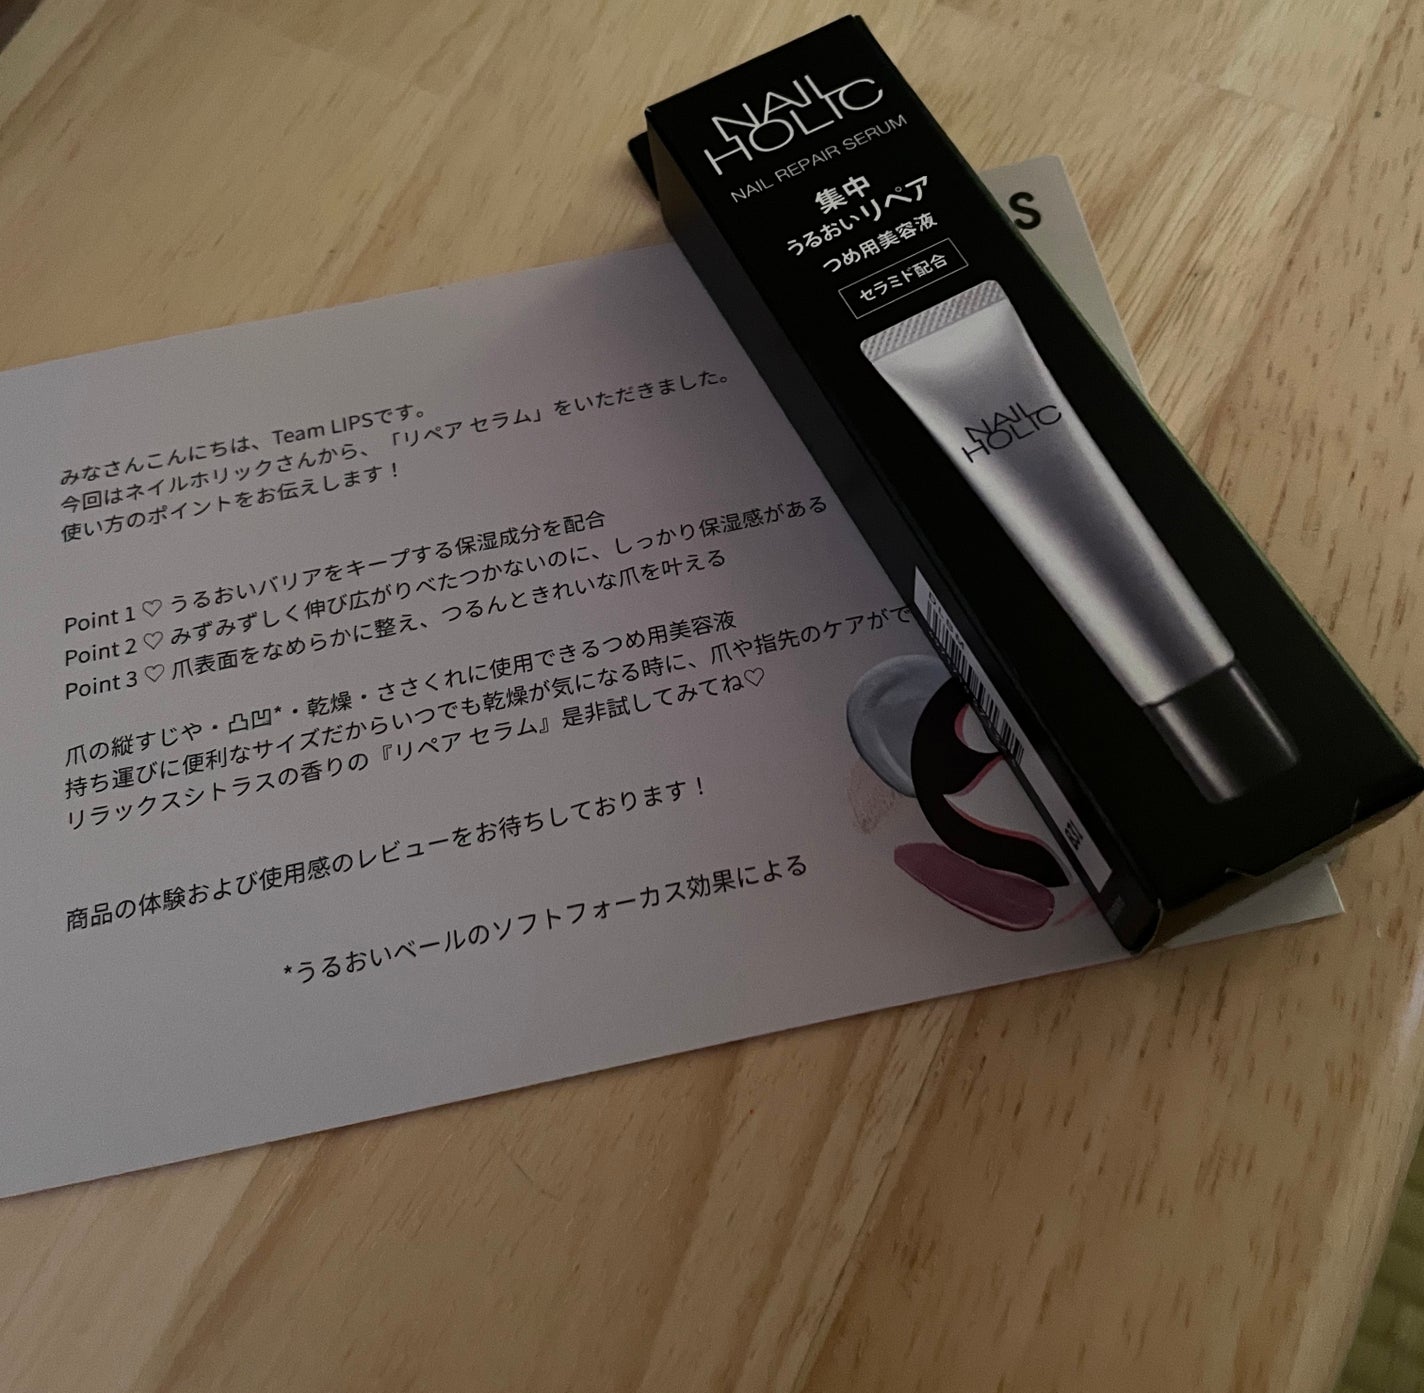 NAIL
HOLIC
NAIL REPAIR SERUM
集中
うるおいリペア
つめ用美容液
セラミド配合
NAIL
HOLIC
S
みなさんこんにちは、Team LIPSです。
今回はネイルホリックさんから、「リペア セラム」をいただきました。
使い方のポイントをお伝えします！
Point 1 ♡ うるおいバリアをキープする保湿成分を配合
Point 2 ♡ みずみずしく伸び広がりべたつかないのに、しっかり保湿感がある
Point 3 ♡ 爪表面をなめらかに整え、つるんときれいな爪を叶える
爪の縦すじや・凸凹*・乾燥・ささくれに使用できるつめ用美容液
持ち運びに便利なサイズだからいつでも乾燥が気になる時に、爪や指先のケアがで
リラックスシトラスの香りの『リペア セラム』是非試してみてね♡
商品の体験および使用感のレビューをお待ちしております！
*うるおいベールのソフトフォーカス効果による